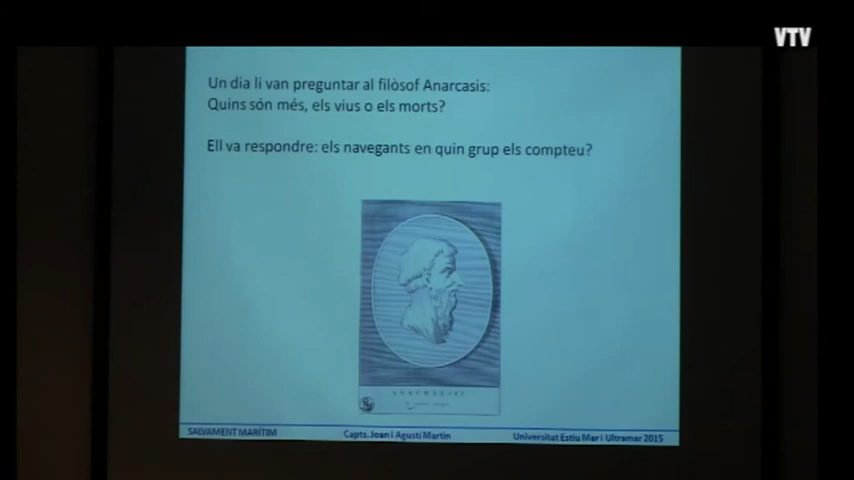 VTV
Un dia li van preguntar al filòsof Anarcasis:
Quins són més, els vius o els morts?
Ell va respondre: els navegants en quin grup els compteu?
SALVAMENT MARÍTIM
Capts. Joan i Agustí Martín
Universitat Estiu Mar i Ultramar 2015